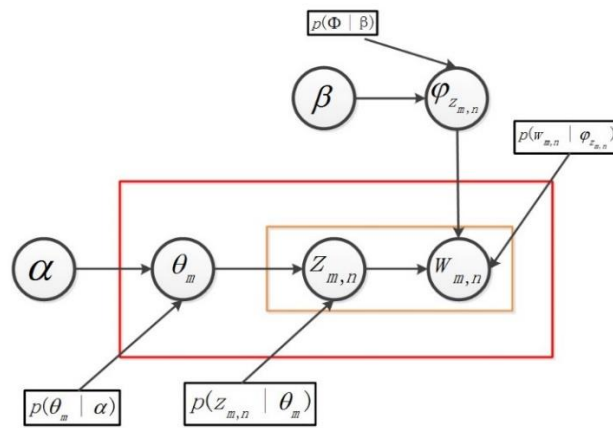 p(Φ | β)
β
φ_{z_{m,n}}
p(w_{m,n} | φ_{z_{m,n}})
α
θ_m
Z_{m,n}
W_{m,n}
p(θ_m | α)
p(z_{m,n} | θ_m)